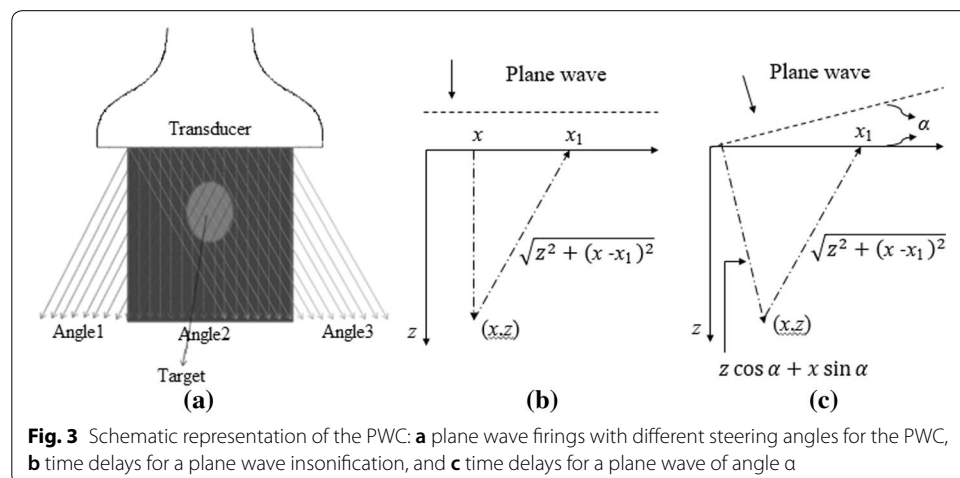 Transducer
Angle1
Angle2
Angle3
Target
(a)
Plane wave
x
x₁
√z² + (x -x₁)²
z
(x,z)
(b)
Plane wave
x₁
α
√z² + (x -x₁)²
z
(x,z)
z cos α + x sin α
(c)
Fig. 3 Schematic representation of the PWC: a plane wave firings with different steering angles for the PWC,
b time delays for a plane wave insonification, and c time delays for a plane wave of angle α